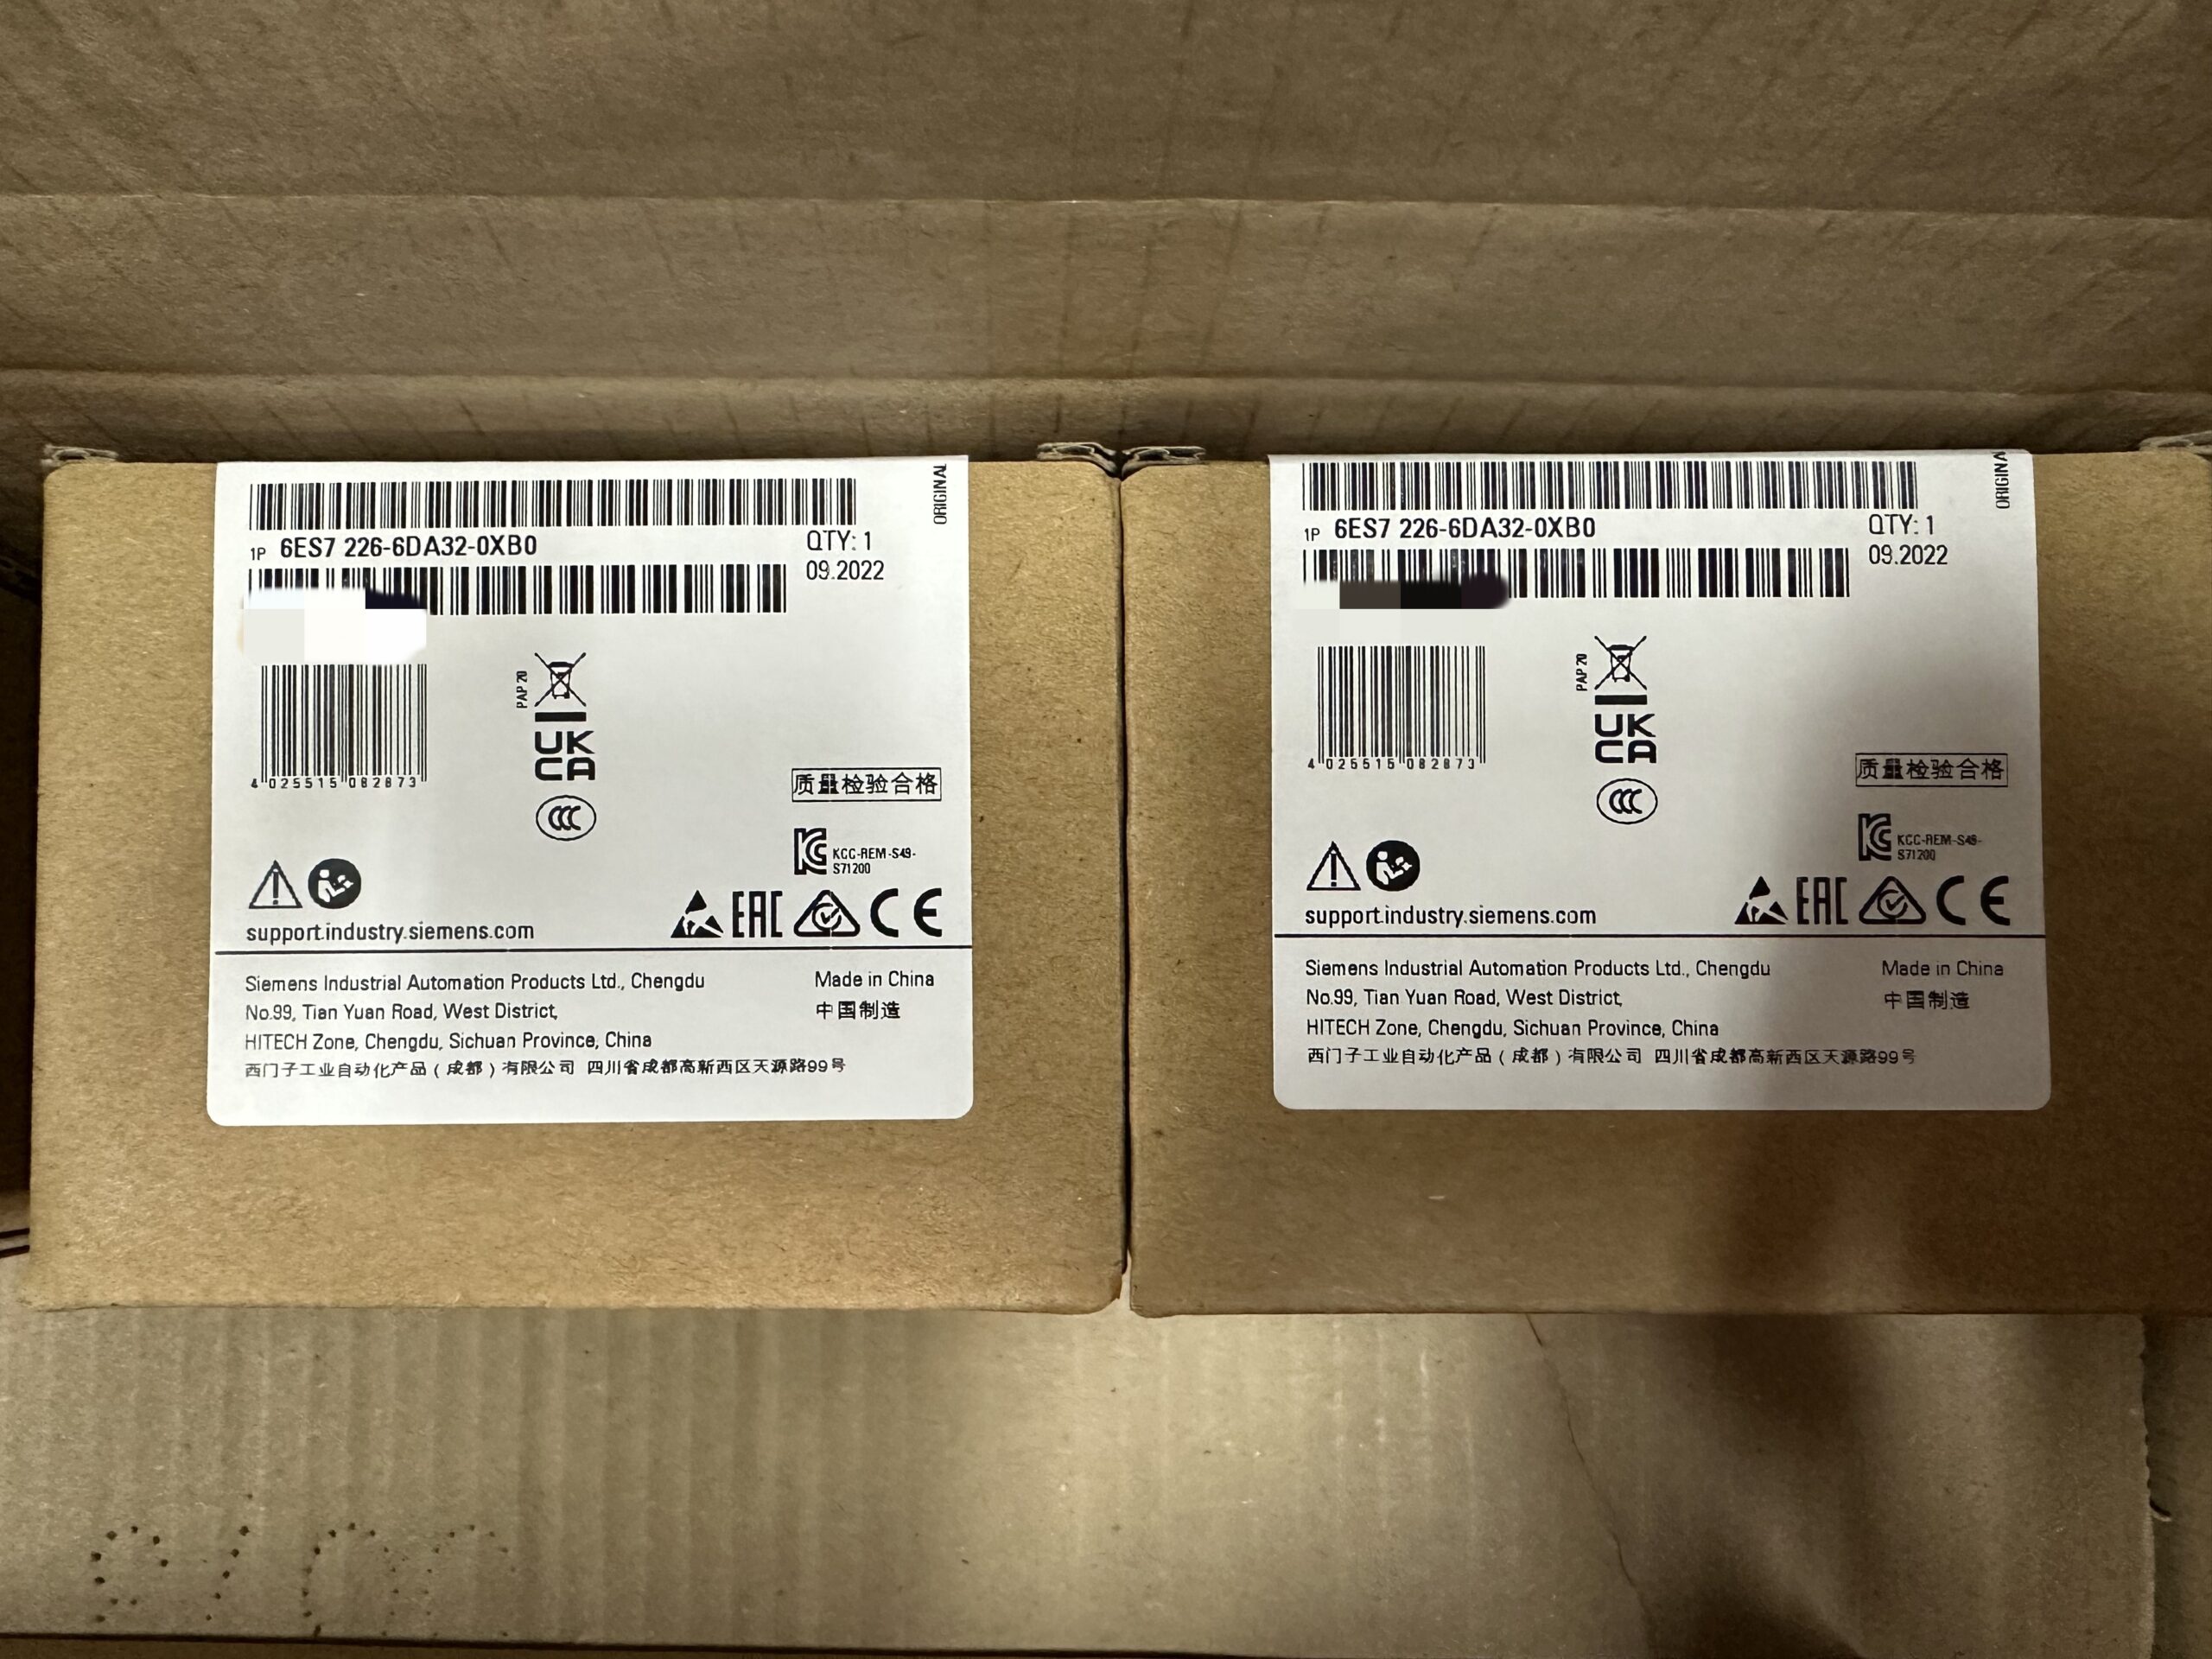 ORIGINAL
1P 6ES7 226-6DA32-0XB0
QTY: 1
09.2022
PAP 20
UK
CA
4 025515 082873
CCC
质量检验合格
KCC-REM-S49-
S71200
EAC
CE
support.industry.siemens.com
Siemens Industrial Automation Products Ltd., Chengdu
Made in China
No.99, Tian Yuan Road, West District,
中国制造
HITECH Zone, Chengdu, Sichuan Province, China
西门子工业自动化产品（成都）有限公司 四川省成都高新西区天源路99号
ORIGINA
1P 6ES7 226-6DA32-0XB0
QTY: 1
09.2022
PAP 20
UK
CA
4 025515 082873
CCC
质量检验合格
KCC-REM-S49-
S71200
EAC
CE
support.industry.siemens.com
Siemens Industrial Automation Products Ltd., Chengdu
Made in China
No.99, Tian Yuan Road, West District,
中国制造
HITECH Zone, Chengdu, Sichuan Province, China
西门子工业自动化产品（成都）有限公司 四川省成都高新西区天源路99号